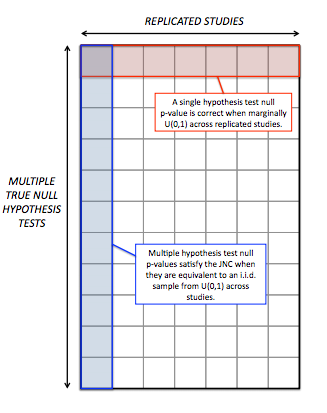 REPLICATED STUDIES
A single hypothesis test null
p-value is correct when marginally
U(0,1) across replicated studies.
MULTIPLE
TRUE NULL
HYPOTHESIS
TESTS
Multiple hypothesis test null
p-values satisfy the JNC when
they are equivalent to an i.i.d.
sample from U(0,1) across
studies.